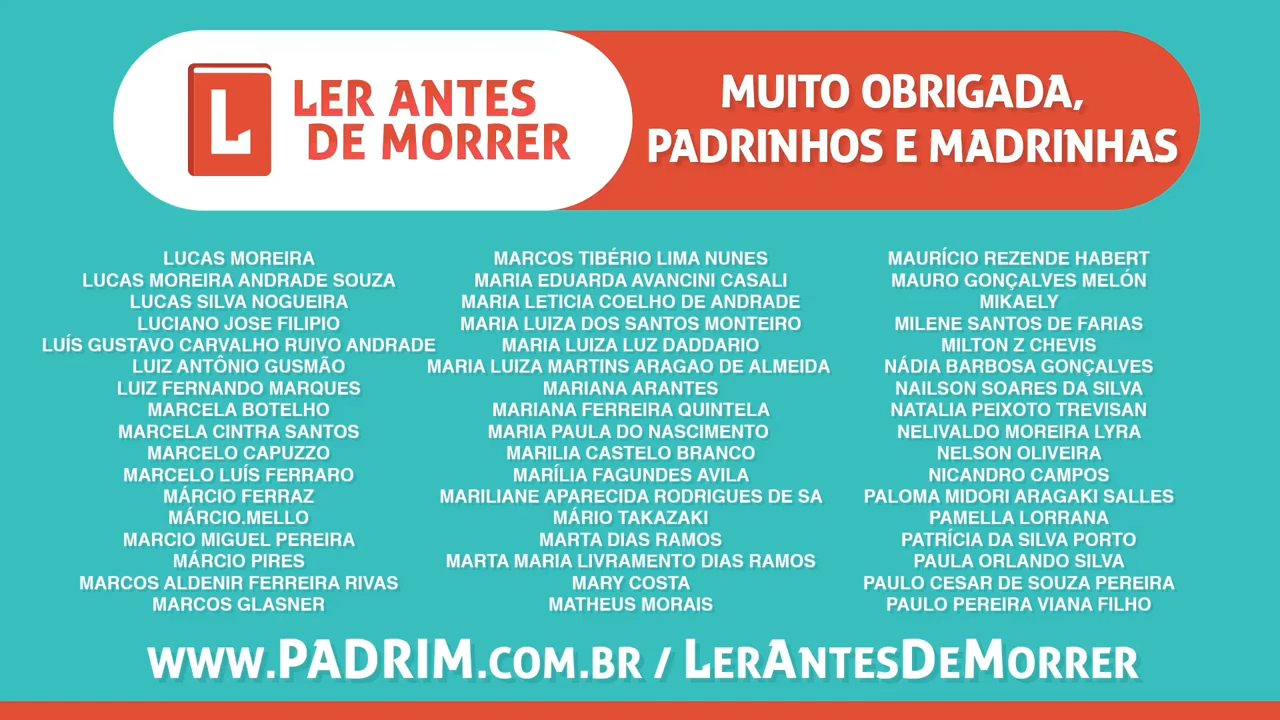 L
LER ANTES
DE MORRER
MUITO OBRIGADA,
PADRINHOS E MADRINHAS
LUCAS MOREIRA
LUCAS MOREIRA ANDRADE SOUZA
LUCAS SILVA NOGUEIRA
LUCIANO JOSE FILIPIO
LUÍS GUSTAVO CARVALHO RUIVO ANDRADE
LUIZ ANTÔNIO GUSMÃO
LUIZ FERNANDO MARQUES
MARCELA BOTELHO
MARCELA CINTRA SANTOS
MARCELO CAPUZZO
MARCELO LUÍS FERRARO
MÁRCIO FERRAZ
MÁRCIO.MELLO
MARCIO MIGUEL PEREIRA
MÁRCIO PIRES
MARCOS ALDENIR FERREIRA RIVAS
MARCOS GLASNER
MARCOS TIBÉRIO LIMA NUNES
MARIA EDUARDA AVANCINI CASALI
MARIA LETICIA COELHO DE ANDRADE
MARIA LUIZA DOS SANTOS MONTEIRO
MARIA LUIZA LUZ DADDARIO
MARIA LUIZA MARTINS ARAGAO DE ALMEIDA
MARIANA ARANTES
MARIANA FERREIRA QUINTELA
MARIA PAULA DO NASCIMENTO
MARILIA CASTELO BRANCO
MARÍLIA FAGUNDES AVILA
MARILIANE APARECIDA RODRIGUES DE SA
MÁRIO TAKAZAKI
MARTA DIAS RAMOS
MARTA MARIA LIVRAMENTO DIAS RAMOS
MARY COSTA
MATHEUS MORAIS
MAURÍCIO REZENDE HABERT
MAURO GONÇALVES MELÓN
MIKAELY
MILENE SANTOS DE FARIAS
MILTON Z CHEVIS
NÁDIA BARBOSA GONÇALVES
NAILSON SOARES DA SILVA
NATALIA PEIXOTO TREVISAN
NELIVALDO MOREIRA LYRA
NELSON OLIVEIRA
NICANDRO CAMPOS
PALOMA MIDORI ARAGAKI SALLES
PAMELLA LORRANA
PATRÍCIA DA SILVA PORTO
PAULA ORLANDO SILVA
PAULO CESAR DE SOUZA PEREIRA
PAULO PEREIRA VIANA FILHO
WWW.PADRIM.COM.BR / LERANTESDEMORRER